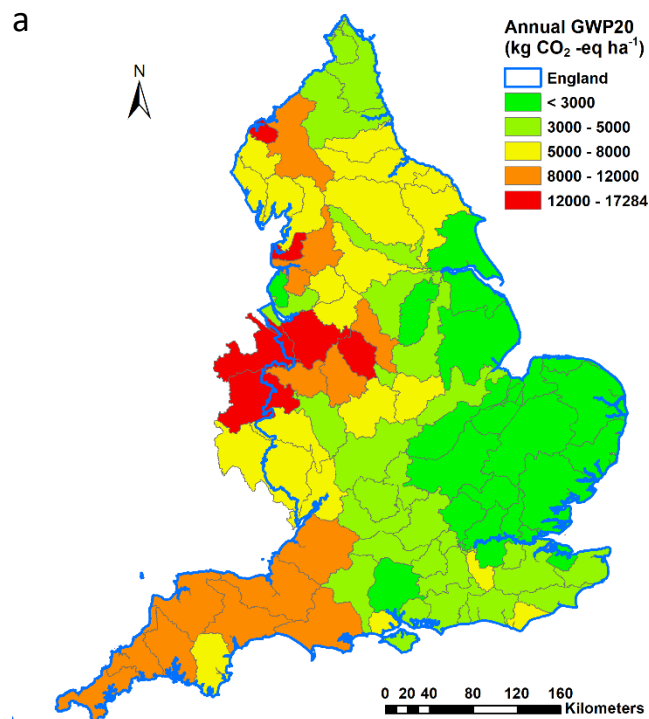 a
Annual GWP20
(kg CO₂ -eq ha⁻¹)
N
England
< 3000
3000 - 5000
5000 - 8000
8000 - 12000
12000 - 17284
0 20 40 80 120 160
Kilometers